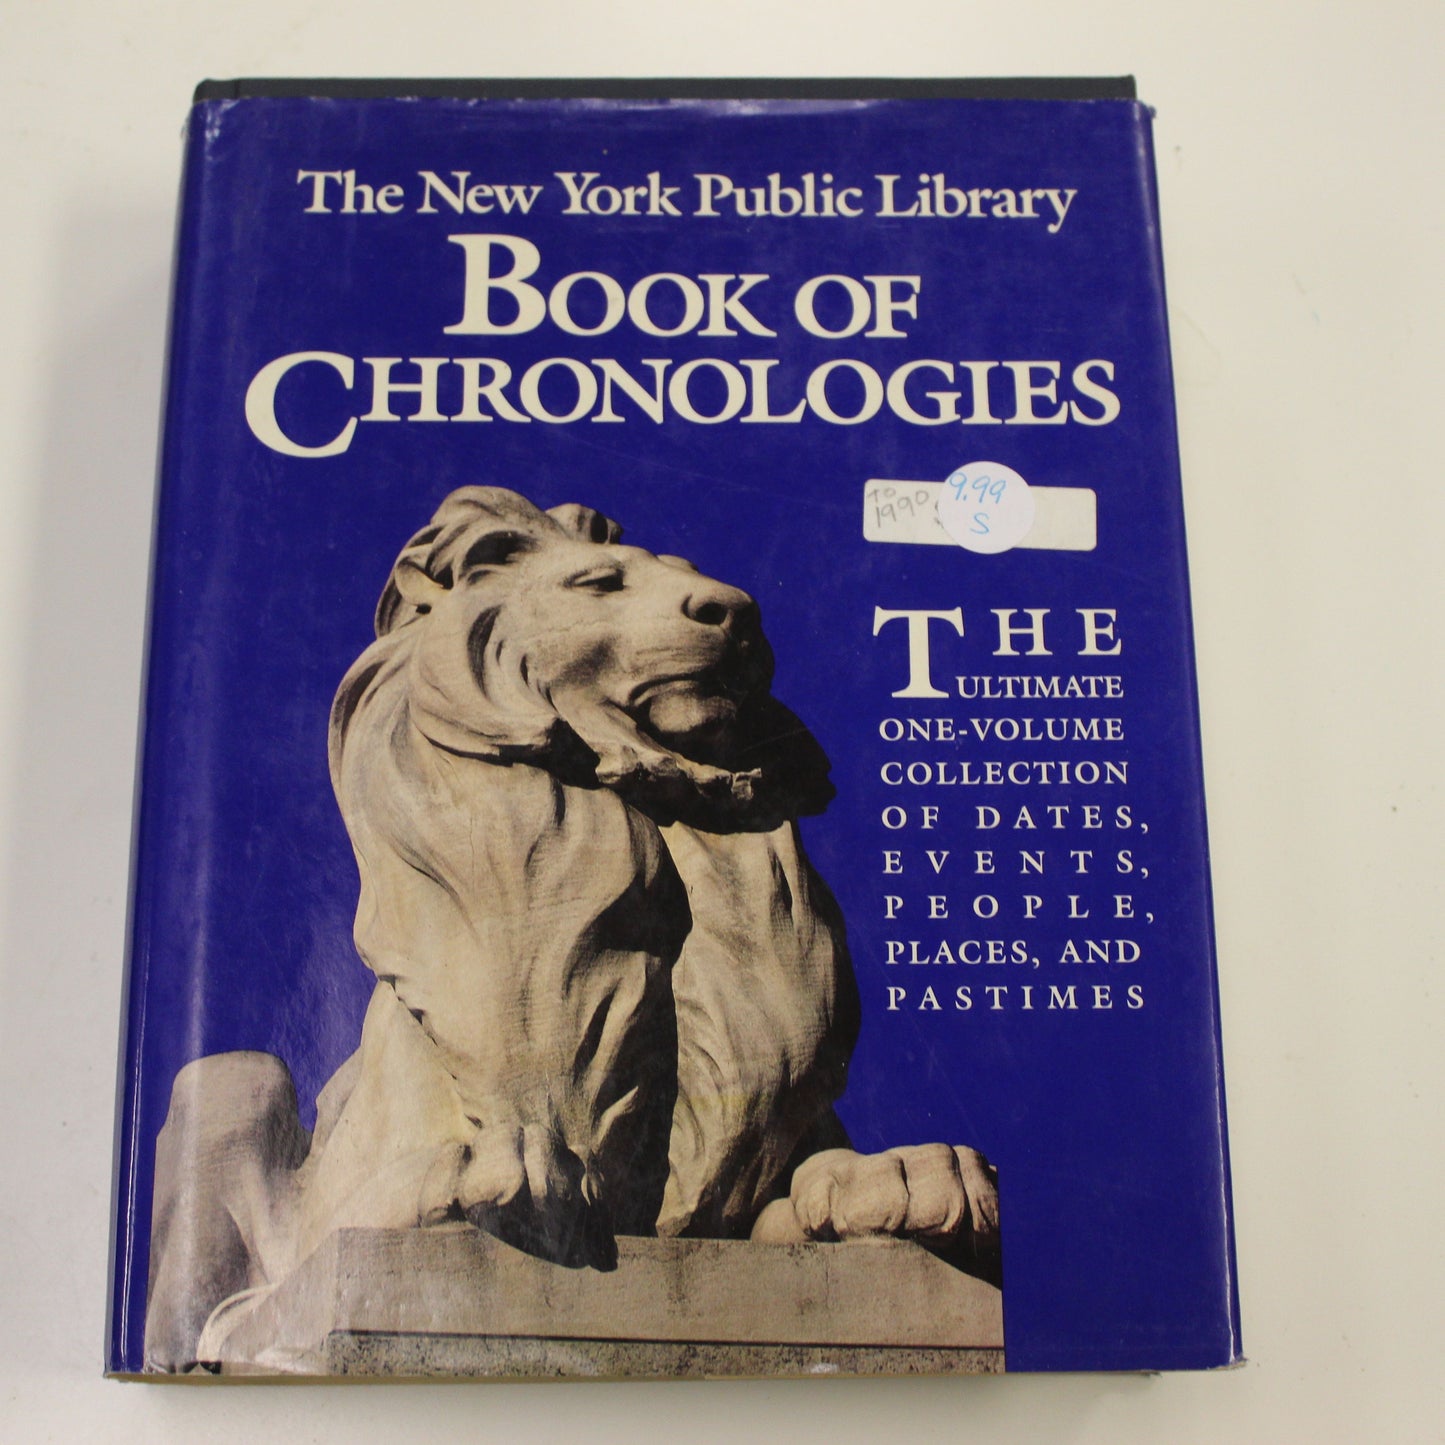 The New York Public Library
BOOK OF
CHRONOLOGIES
TO
1990
9.99
S
THE
ULTIMATE
ONE-VOLUME
COLLECTION
OF DATES,
EVENTS,
PEOPLE,
PLACES, AND
PASTIMES